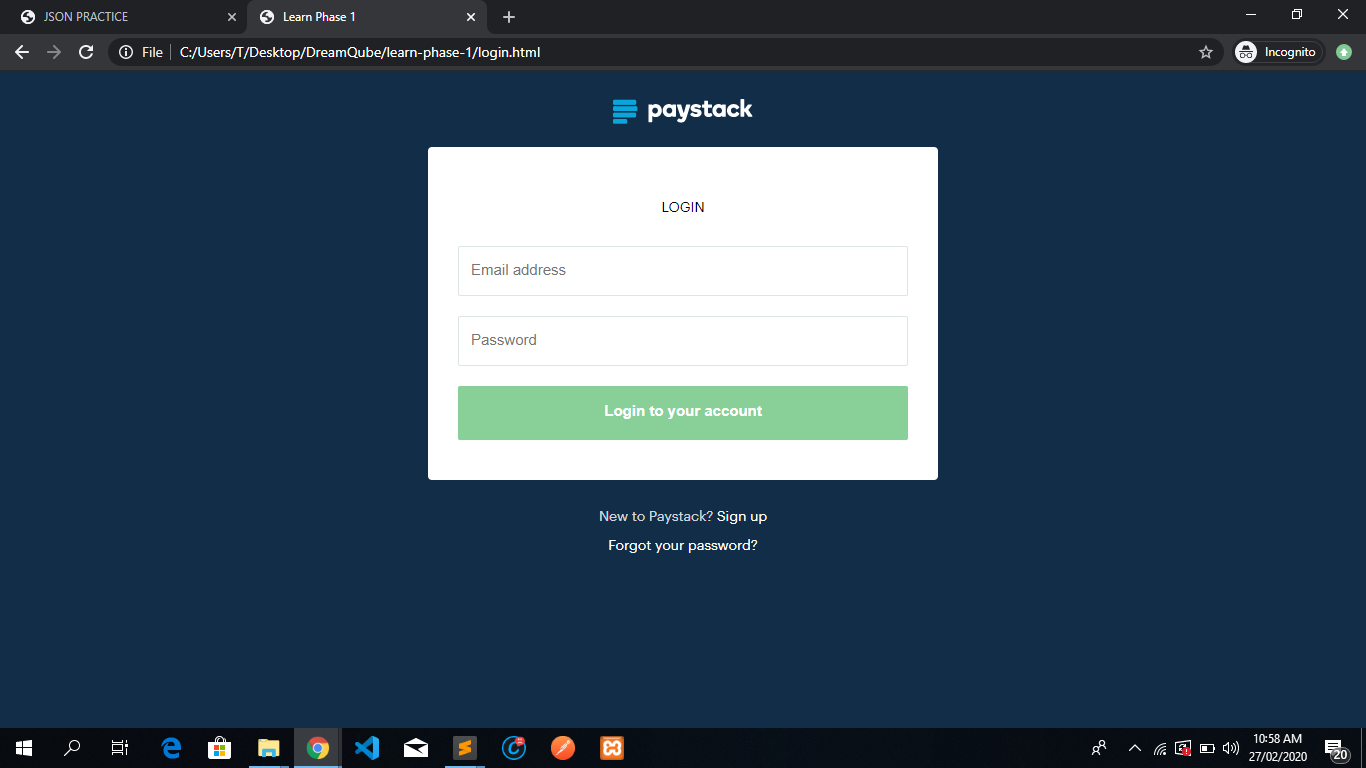 JSON PRACTICE
Learn Phase 1
File
C:/Users/T/Desktop/DreamQube/learn-phase-1/login.html
Incognito
paystack
LOGIN
Email address
Password
Login to your account
New to Paystack? Sign up
Forgot your password?
10:58 AM
27/02/2020
20